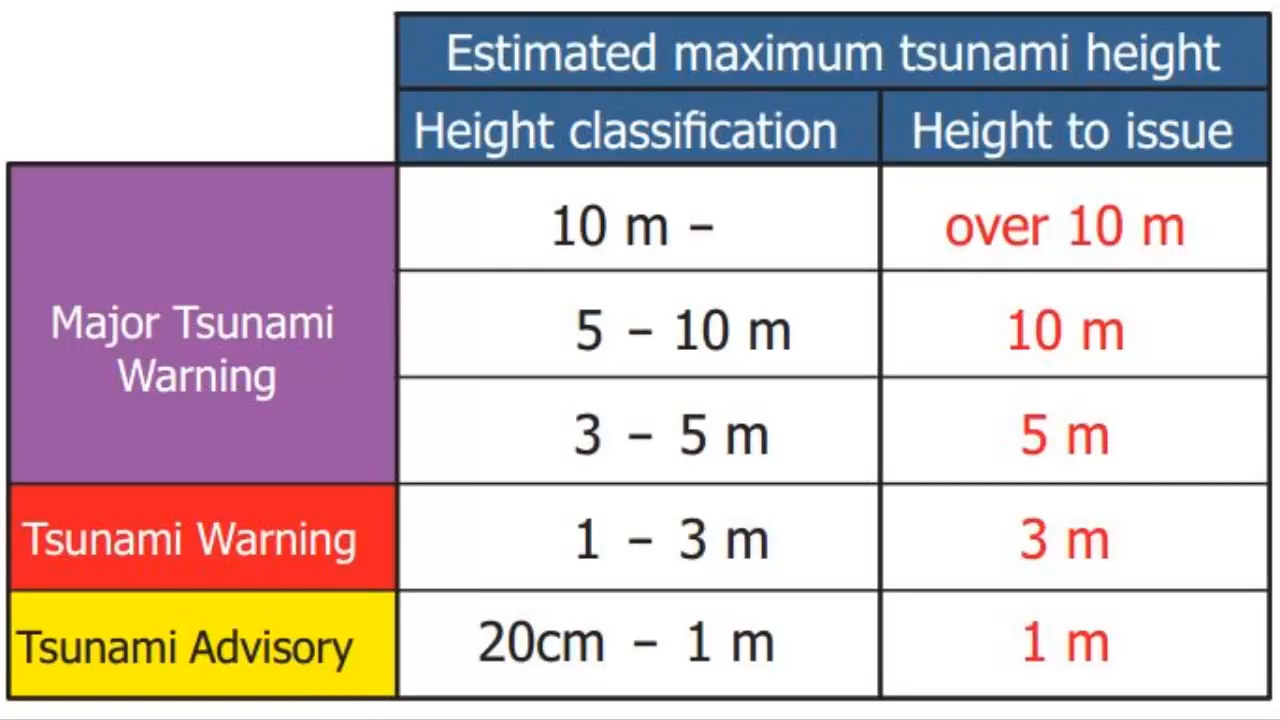 Estimated maximum tsunami height
Height classification Height to issue
10 m – over 10 m
5 – 10 m 10 m
Major Tsunami
Warning
3 – 5 m 5 m
Tsunami Warning 1 – 3 m 3 m
Tsunami Advisory 20cm – 1 m 1 m